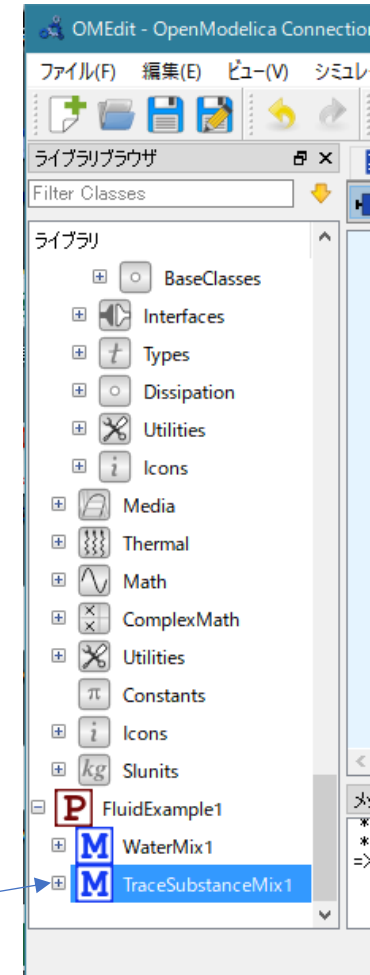 OMEdit - OpenModelica Connection
ファイル(F) 編集(E) ビュー(V) シミュレ
ライブラリブラウザ
Filter Classes
ライブラリ
BaseClasses
Interfaces
t Types
Dissipation
Utilities
i Icons
Media
Thermal
Math
ComplexMath
Utilities
π Constants
i Icons
kg SIunits
P FluidExample1
M WaterMix1
M TraceSubstanceMix1